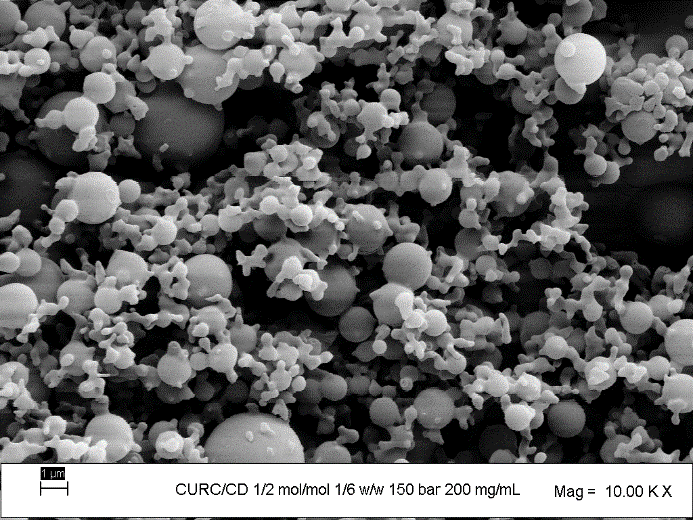 1 µm
CURC/CD 1/2 mol/mol 1/6 w/w 150 bar 200 mg/mL
Mag = 10.00 K X